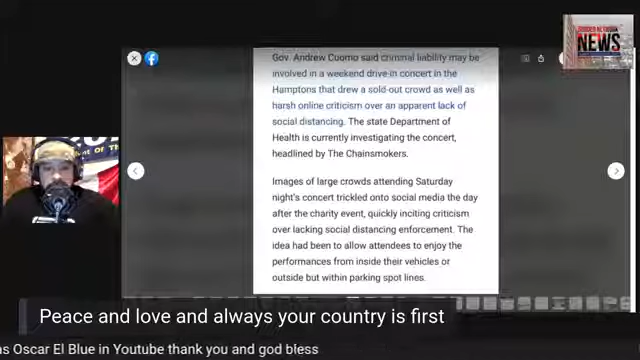 NEWS
Gov. Andrew Cuomo said criminal liability may be
involved in a weekend drive-in concert in the
Hamptons that drew a sold-out crowd as well as
harsh online criticism over an apparent lack of
social distancing. The state Department of
Health is currently investigating the concert,
headlined by The Chainsmokers.
Images of large crowds attending Saturday
night's concert trickled onto social media the day
after the charity event, quickly inciting criticism
over lacking social distancing enforcement. The
idea had been to allow attendees to enjoy the
performances from inside their vehicles or
outside but within parking spot lines.
Peace and love and always your country is first
as Oscar El Blue in Youtube thank you and god bless